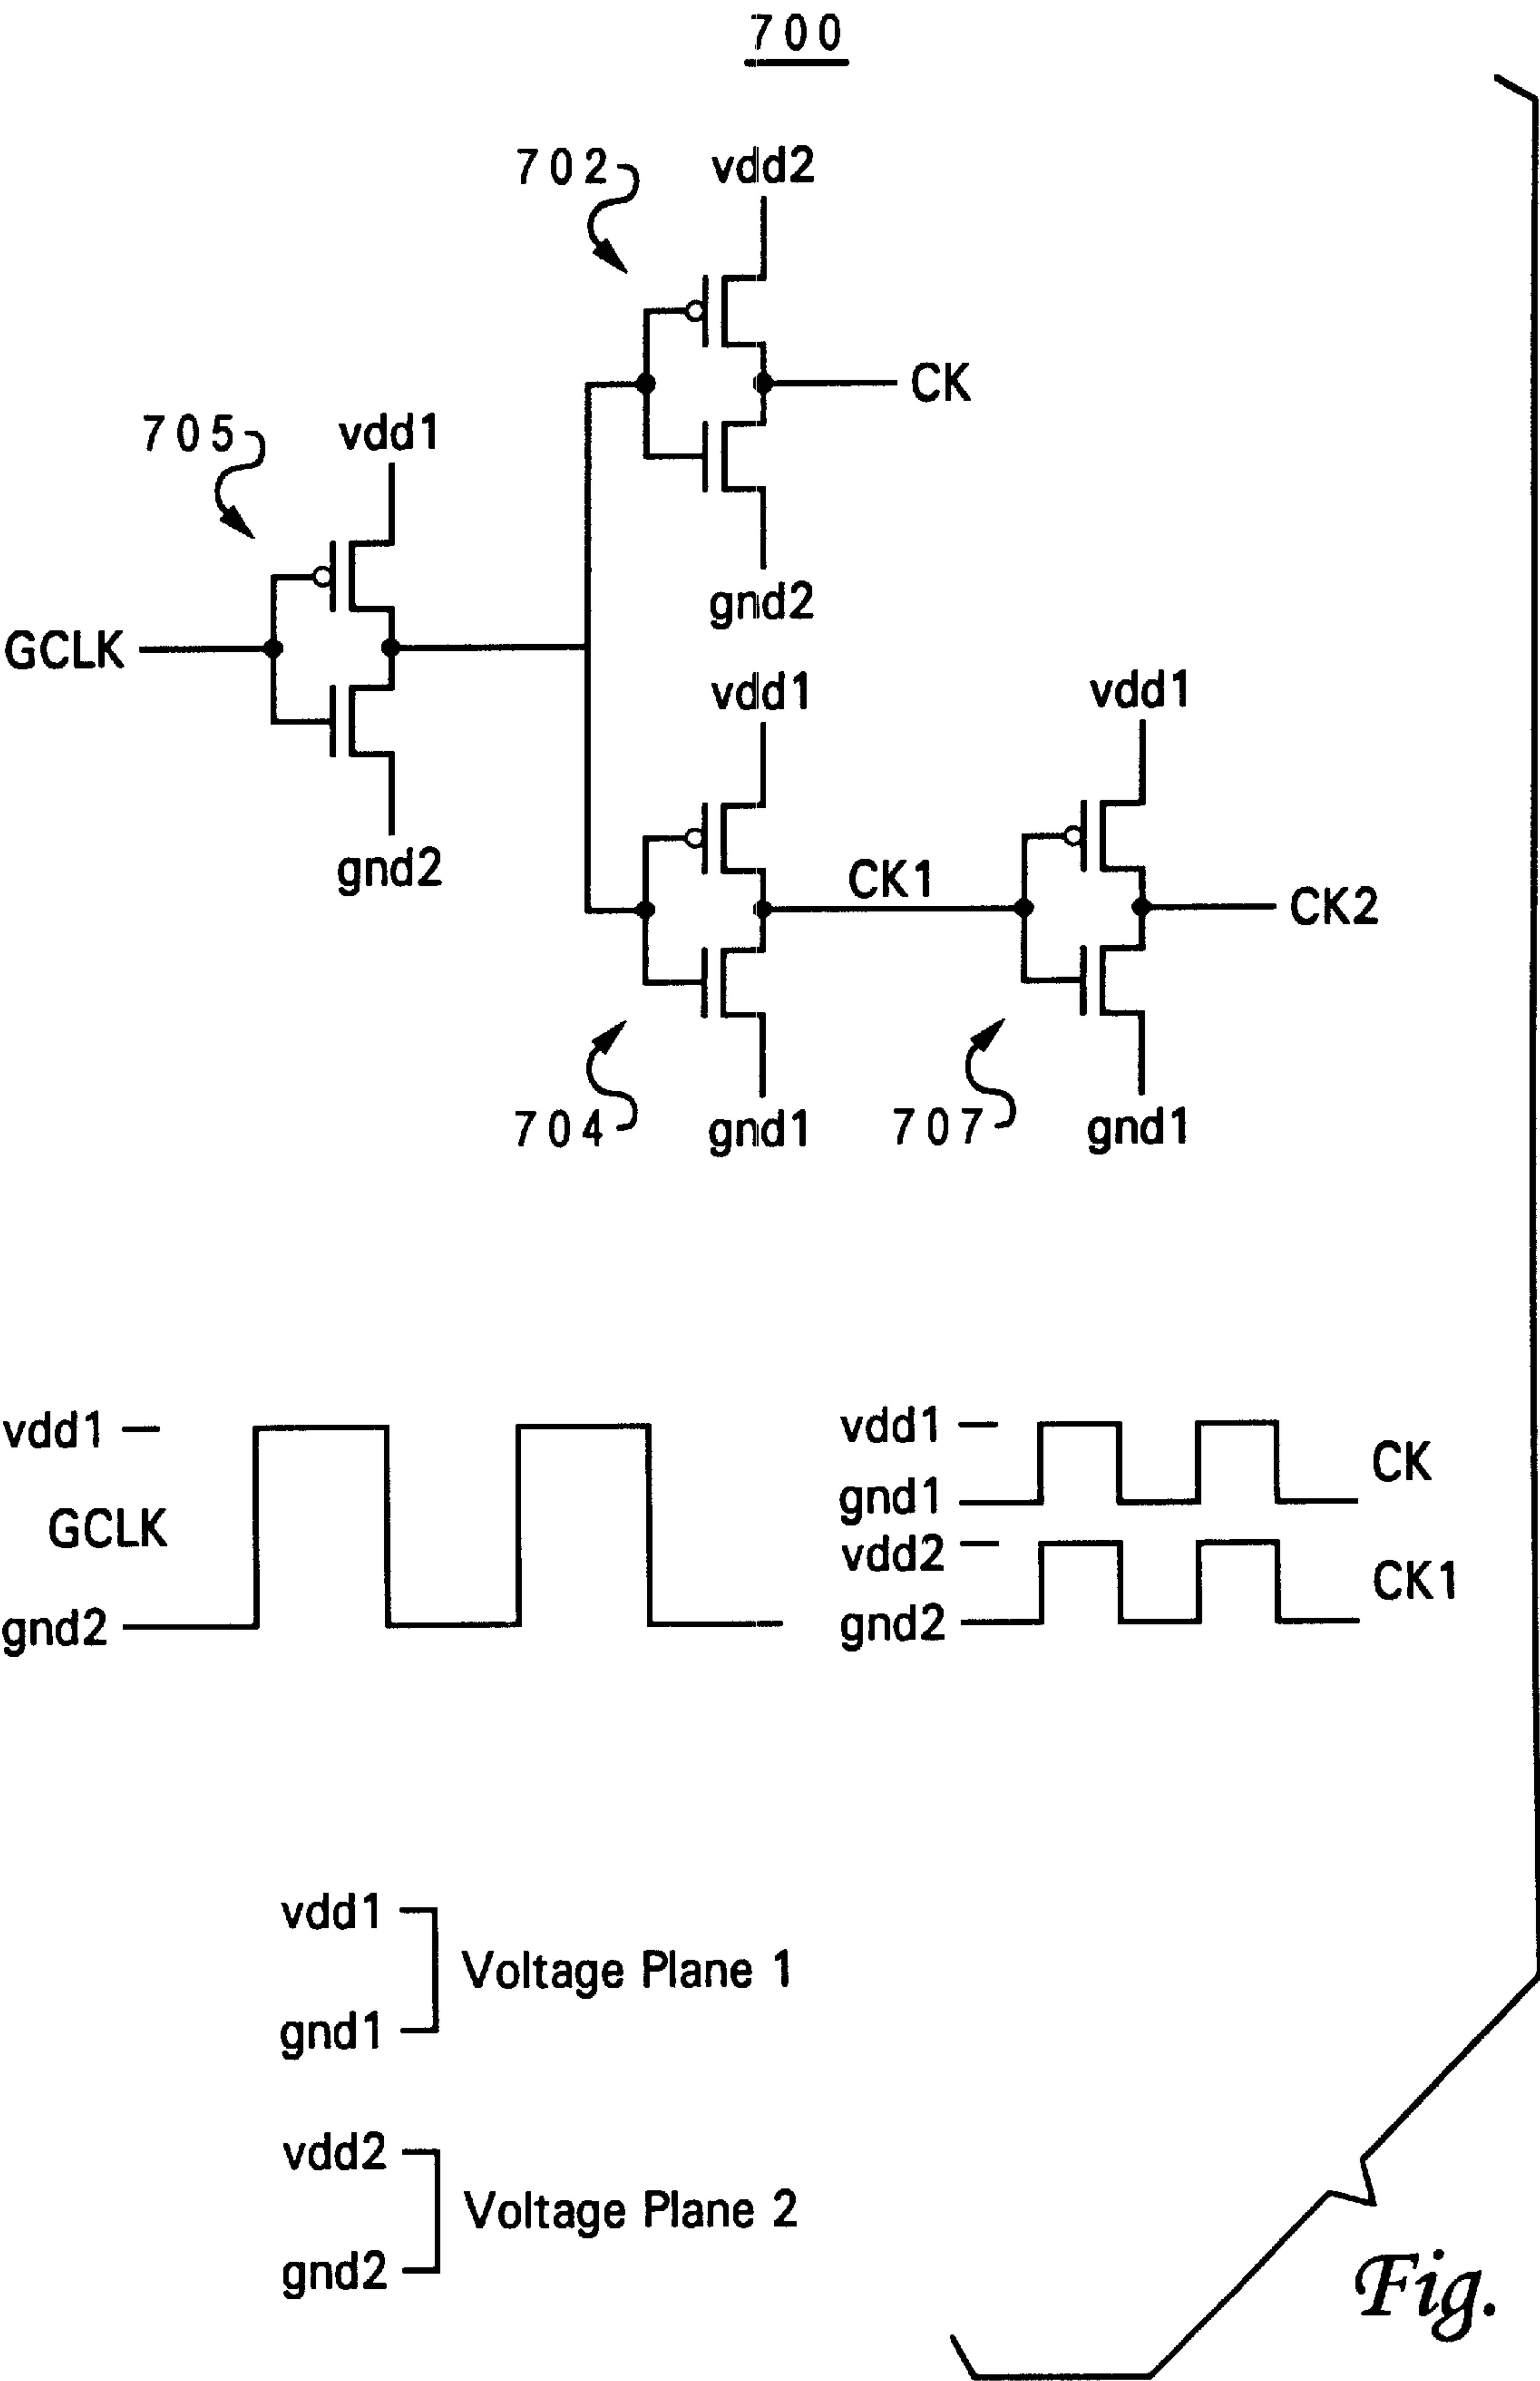 700
702
vdd2
CK
705
vdd1
gnd2
GCLK
vdd1
vdd1
gnd2
CK1
CK2
704
gnd1
707
gnd1
vdd1
GCLK
gnd2
vdd1
CK
gnd1
vdd2
CK1
gnd2
vdd1
Voltage Plane 1
gnd1
vdd2
Voltage Plane 2
gnd2
Fig.